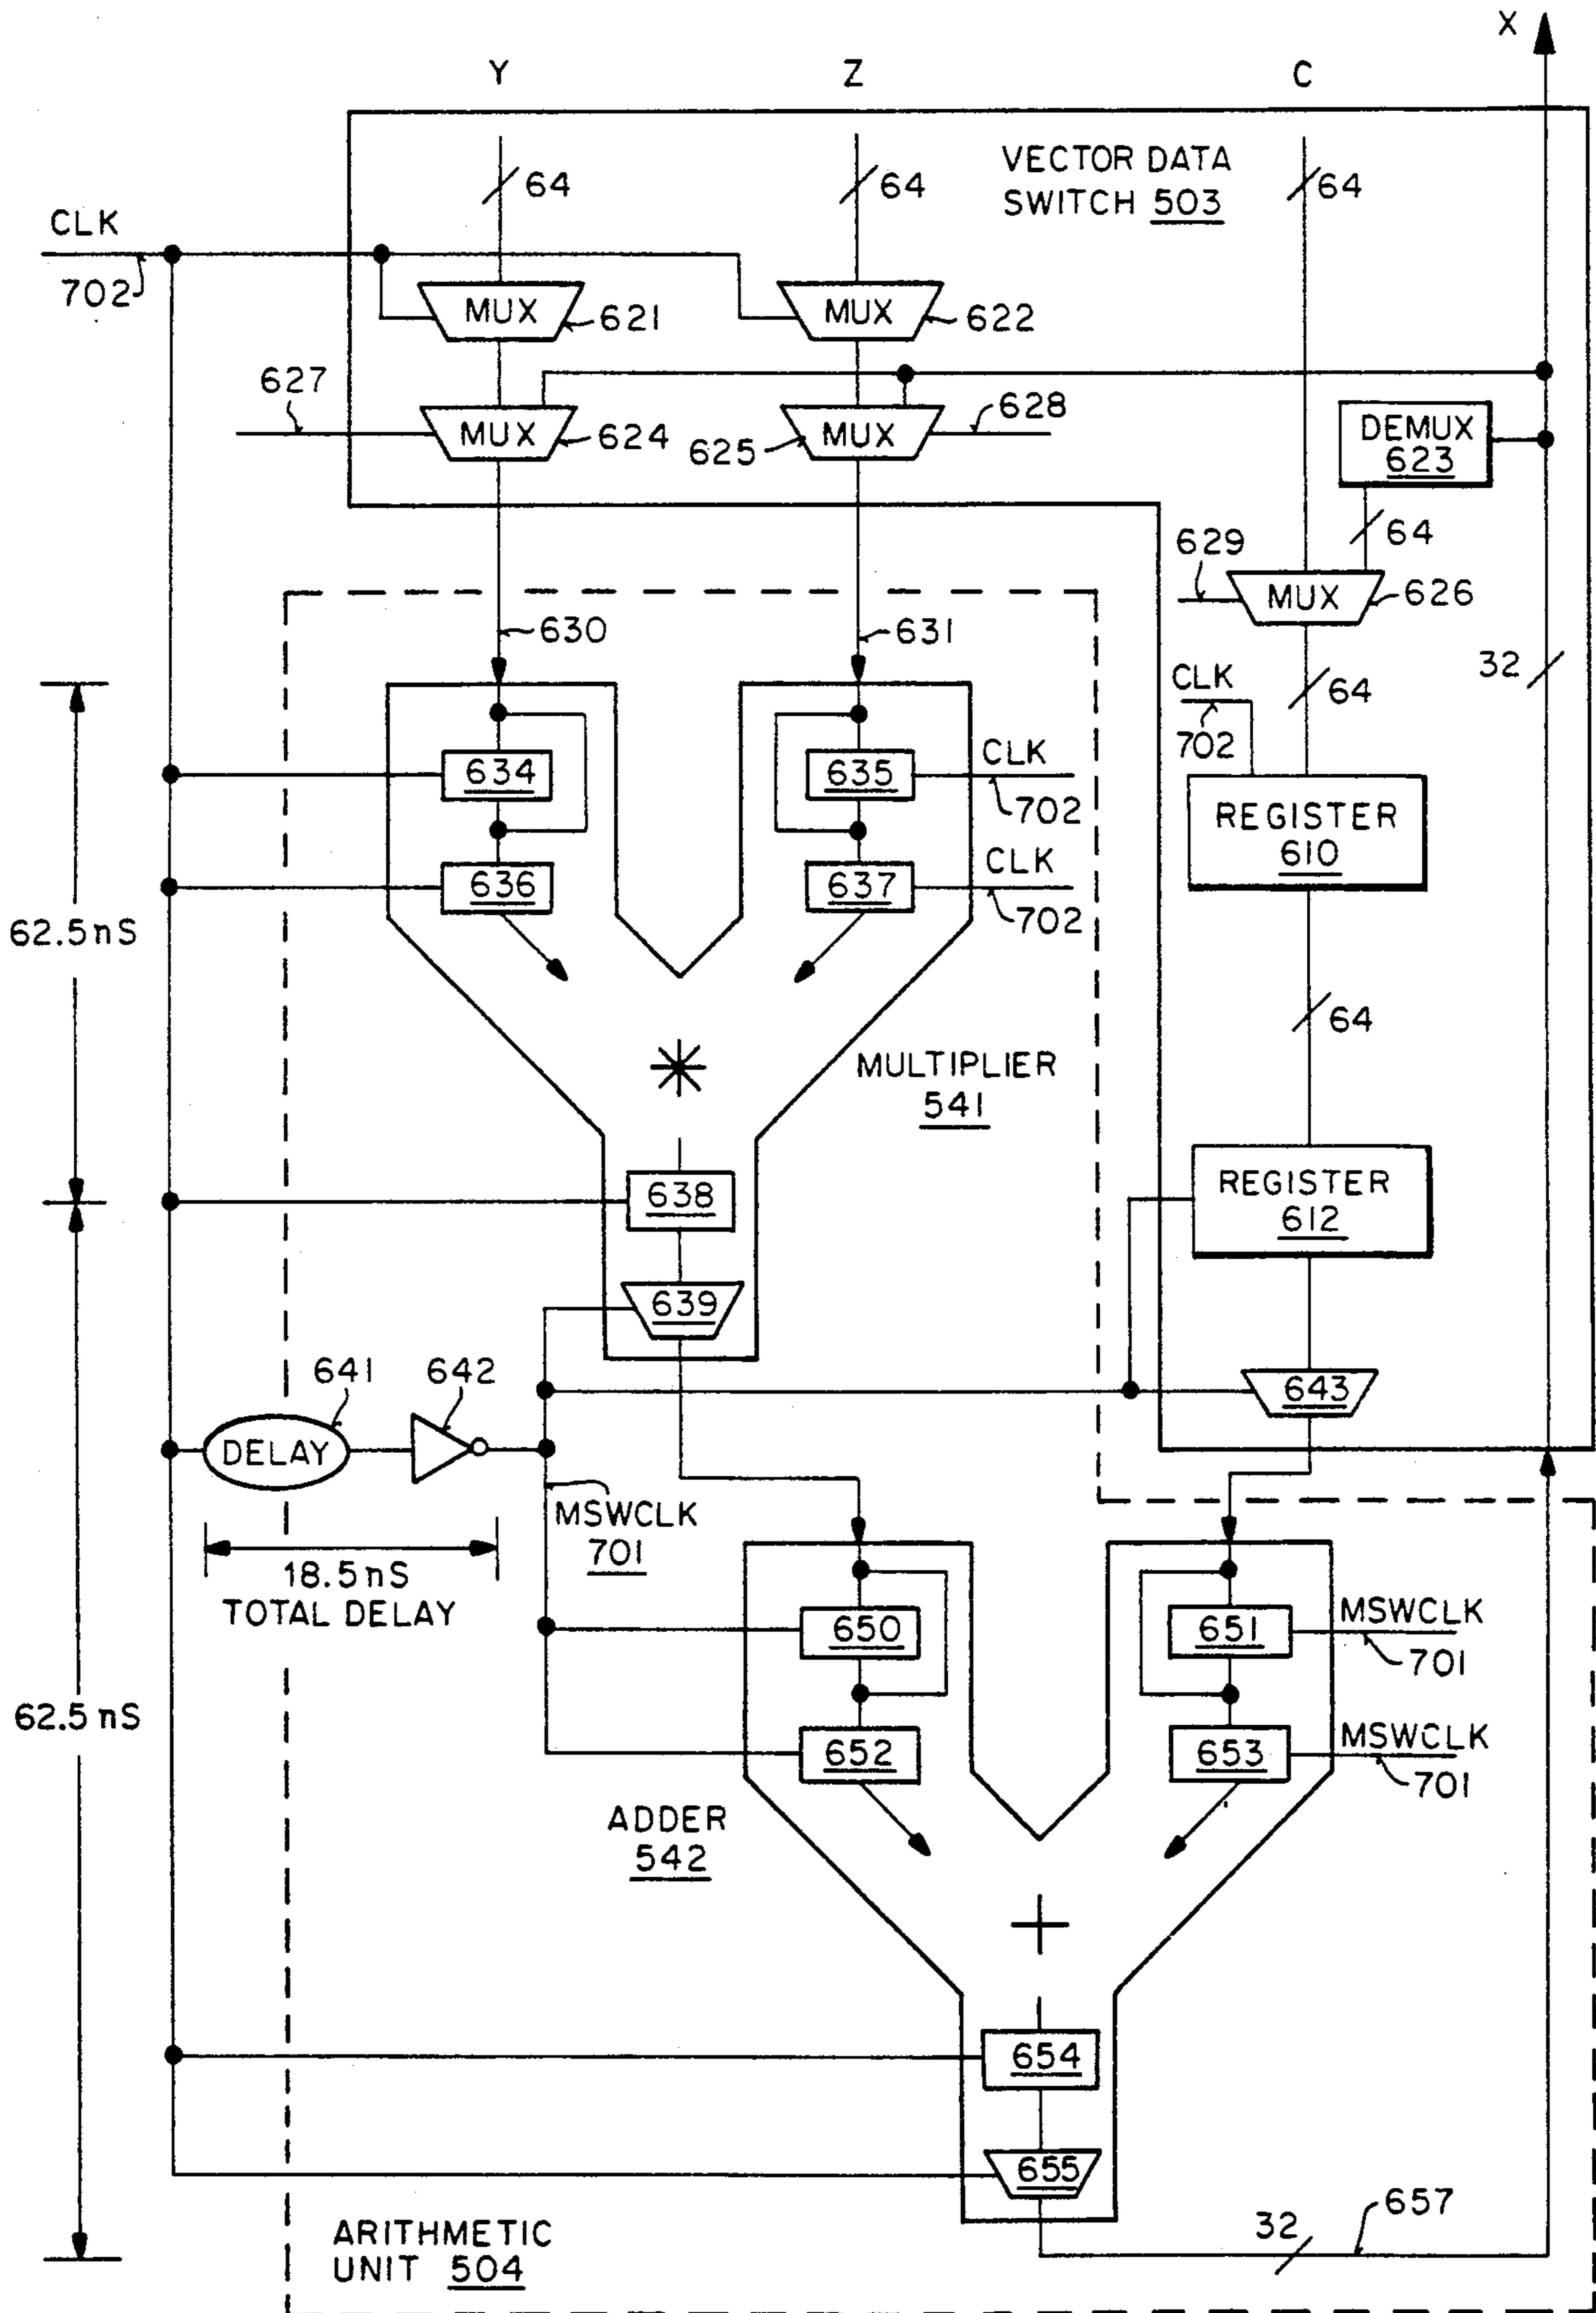 X
Y
Z
C
VECTOR DATA
SWITCH 503
64
64
64
CLK
702
MUX
621
MUX
622
627
MUX
624
625
MUX
628
DEMUX
623
64
629
MUX
626
630
631
32
CLK
702
64
634
635
CLK
702
REGISTER
610
636
637
CLK
702
62.5nS
64
MULTIPLIER
541
638
REGISTER
612
639
641
642
643
DELAY
MSWCLK
701
18.5nS
TOTAL DELAY
650
651
MSWCLK
701
62.5nS
652
653
MSWCLK
701
ADDER
542
+
654
655
ARITHMETIC
UNIT 504
32
657